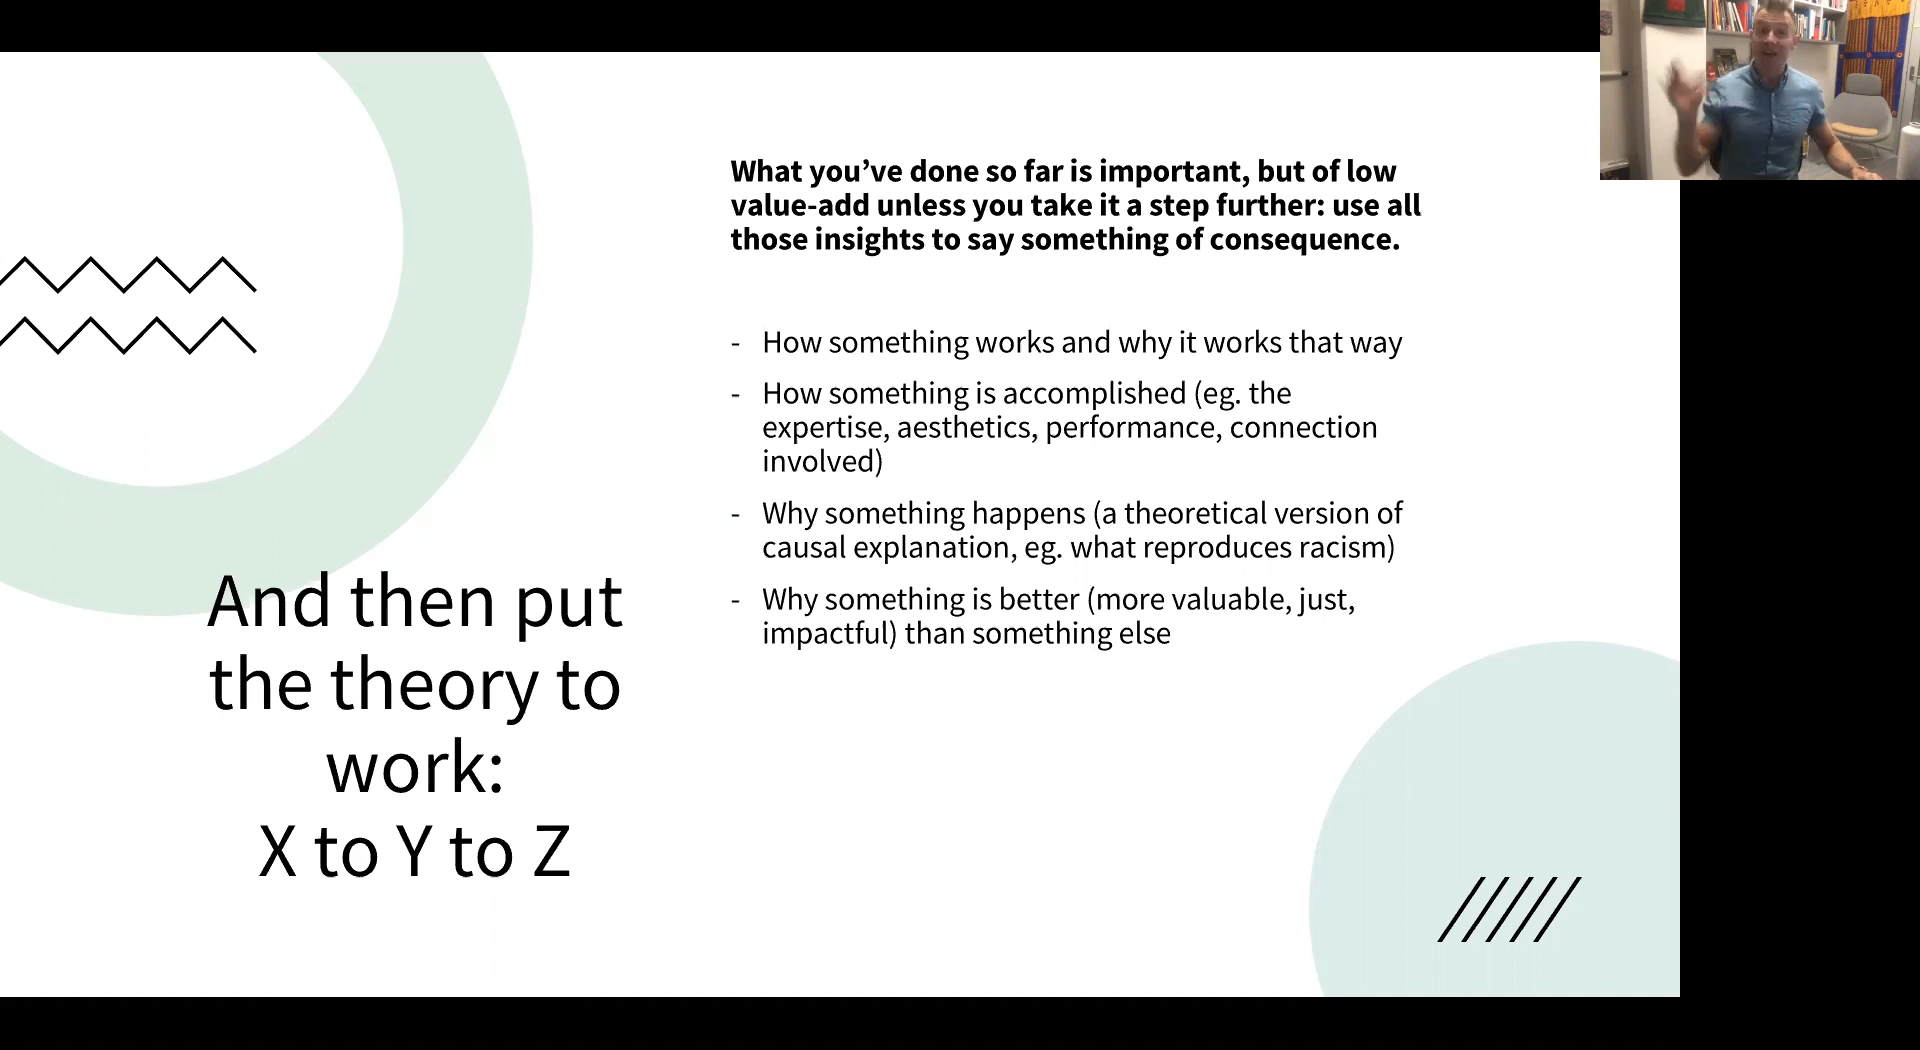 And then put
the theory to
work:
X to Y to Z
What you’ve done so far is important, but of low
value-add unless you take it a step further: use all
those insights to say something of consequence.
- How something works and why it works that way
- How something is accomplished (eg. the
expertise, aesthetics, performance, connection
involved)
- Why something happens (a theoretical version of
causal explanation, eg. what reproduces racism)
- Why something is better (more valuable, just,
impactful) than something else